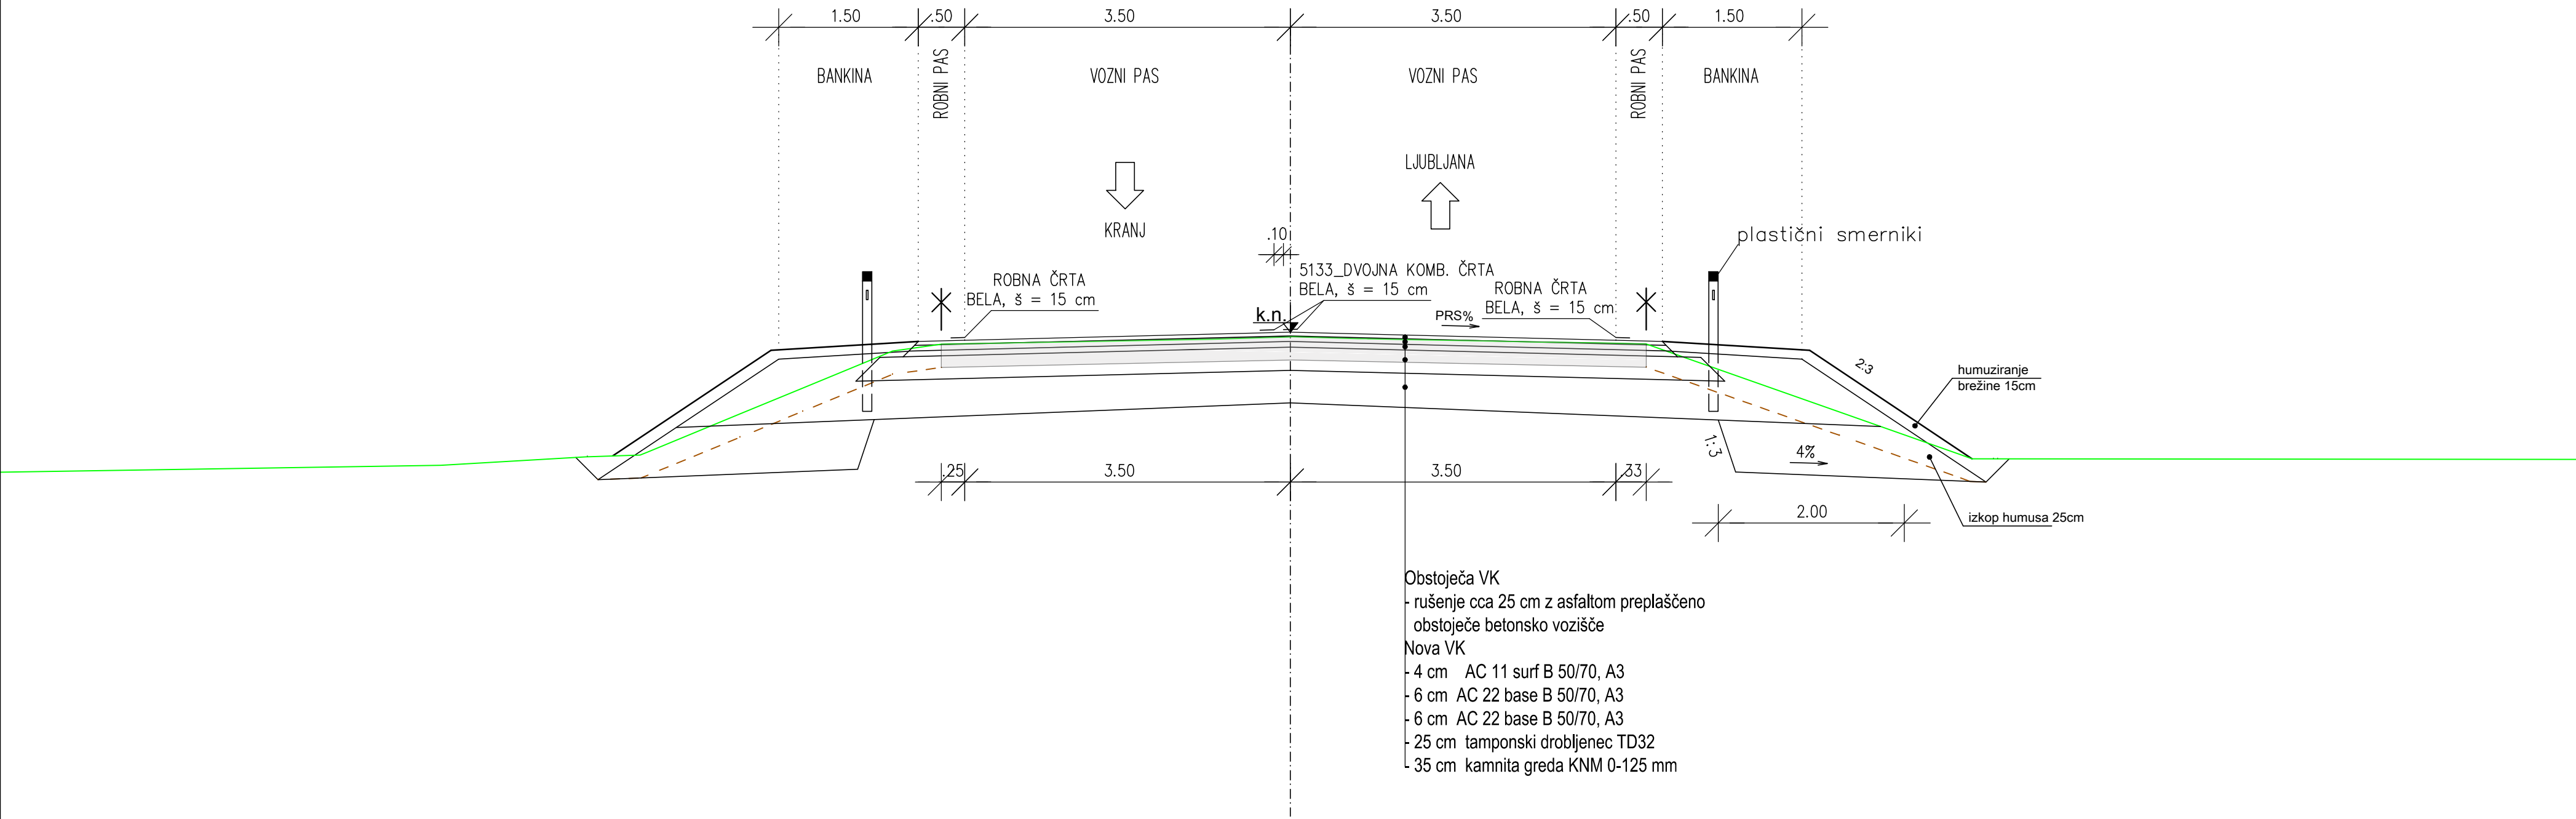 1.50 .50 3.50 3.50 .50 1.50
BANKINA
ROBNI PAS
VOZNI PAS
VOZNI PAS
ROBNI PAS
BANKINA
LJUBLJANA
KRANJ
.10
plastični smerniki
ROBNA ČRTA
BELA, š = 15 cm
5133_DVOJNA KOMB. ČRTA
BELA, š = 15 cm
ROBNA ČRTA
BELA, š = 15 cm
k.n.
PRS%
2:3
humuziranje
brežine 15cm
1:3
4%
.25 3.50 3.50 .33
2.00
izkop humusa 25cm
Obstoječa VK
- rušenje cca 25 cm z asfaltom preplaščeno
obstoječe betonsko vozišče
Nova VK
- 4 cm AC 11 surf B 50/70, A3
- 6 cm AC 22 base B 50/70, A3
- 6 cm AC 22 base B 50/70, A3
- 25 cm tamponski drobljenec TD32
- 35 cm kamnita greda KNM 0-125 mm